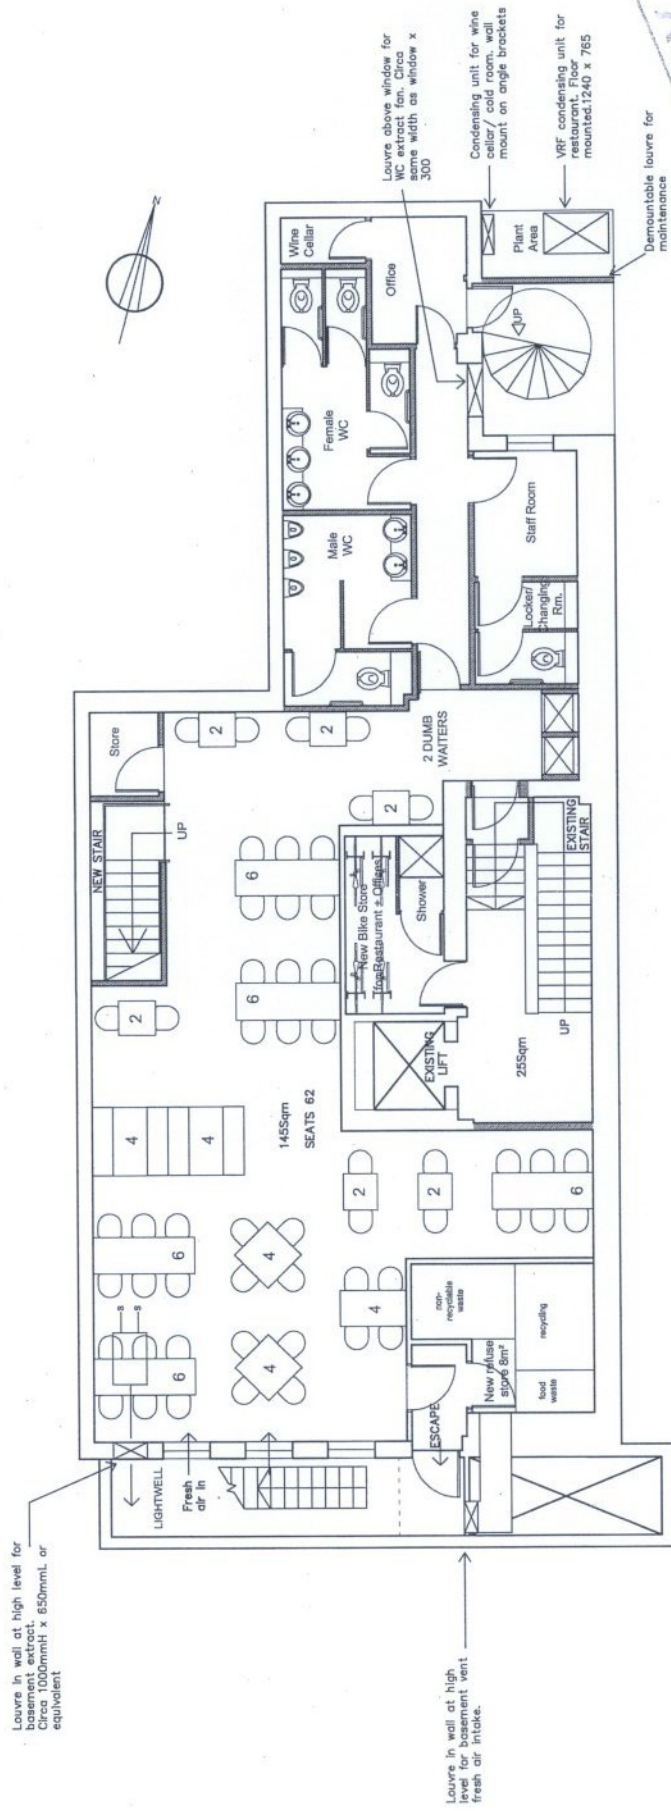 Louvre in wall at high level for
basement extract.
Circa 1000mmH x 650mmL or
equivalent
Louvre in wall at high
level for basement vent
fresh air intake.
LIGHTWELL
Fresh
air in
ESCAPE
6
s
s
6
4
4
4
4
4
2
NEW STAIR
UP
Store
2
2
2
6
6
145Sqm
SEATS 62
2
2
6
non-
recyclable
waste
New refuse
store 8m²
recycling
food
waste
New Bike Store
for Restaurant + Offices
Shower
EXISTING
LIFT
25Sqm
UP
EXISTING
STAIR
2 DUMB
WAITERS
Male
WC
Female
WC
Wine
Cellar
Office
Staff Room
Locker/
Changing
Rm.
UP
Plant
Area
Louvre above window for
WC extract fan. Circa
same width as window x
300
Condensing unit for wine
cellar/ cold room. wall
mount on angle brackets
VRF condensing unit for
restaurant. Floor
mounted.1240 x 765
Demountable louvre for
maintenance